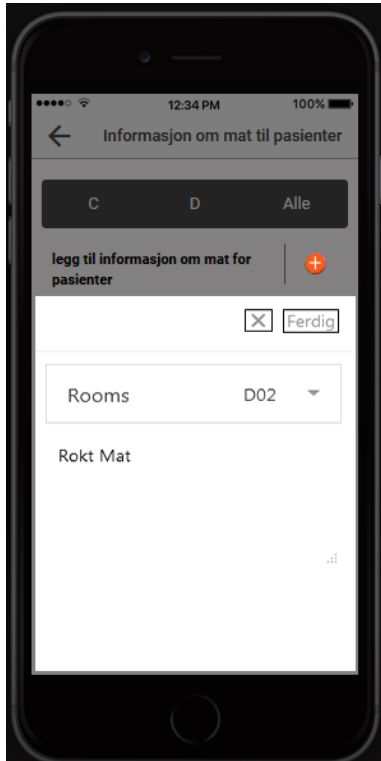 12:34 PM 100%
Informasjon om mat til pasienter
C D Alle
legg til informasjon om mat for
pasienter
Ferdig
Rooms D02
Rokt Mat